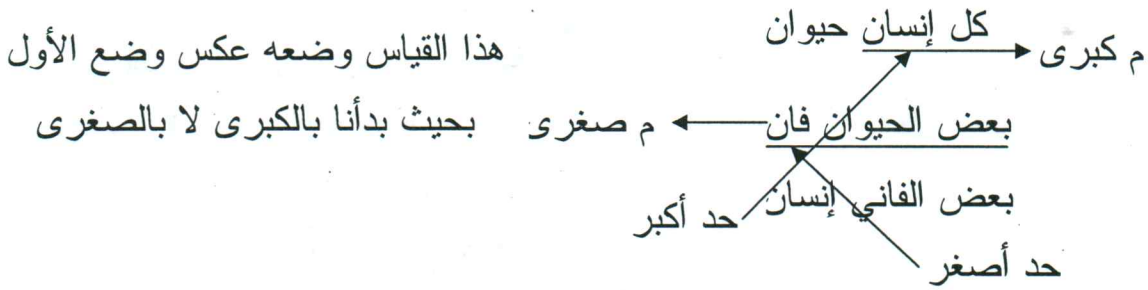 كل إنسان حيوان
م كبرى
هذا القياس وضعه عكس وضع الأول
بعض الحيوان فان
م صغرى
بحيث بدأنا بالكبرى لا بالصغرى
بعض الفاني إنسان
حد أكبر
حد أصغر